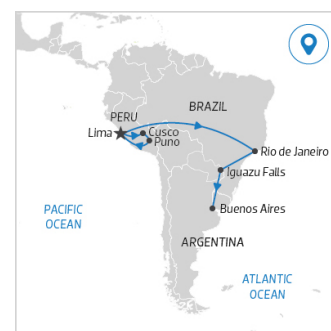 BRAZIL
PERU
Lima
Cusco
Puno
Rio de Janeiro
Iguazu Falls
PACIFIC
OCEAN
Buenos Aires
ARGENTINA
ATLANTIC
OCEAN